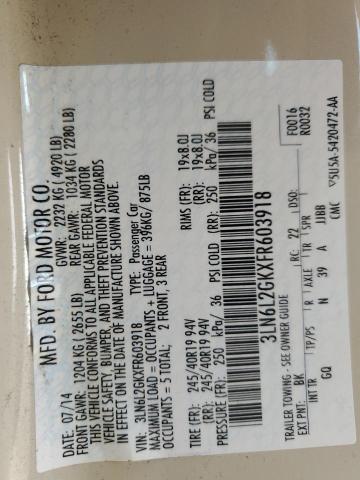 MFD. BY FORD MOTOR CO.
DATE: 07/14 GVWR: 2232 KG ( 4920 LB)
FRONT GAWR: 1204 KG ( 2655 LB) REAR GAWR: 1034 KG ( 2280 LB)
THIS VEHICLE CONFORMS TO ALL APPLICABLE FEDERAL MOTOR
VEHICLE SAFETY, BUMPER, AND THEFT PREVENTION STANDARDS
IN EFFECT ON THE DATE OF MANUFACTURE SHOWN ABOVE.
VIN: 3LN6L2GKXFR603918 TYPE: Passenger Car
MAXIMUM LOAD = OCCUPANTS + LUGGAGE = 396KG/ 875LB
OCCUPANTS = 5 TOTAL: 2 FRONT, 3 REAR
TIRE (FR): 245/40R19 94V RIMS (FR): 19x8.0J
(RR): 245/40R19 94V (RR): 19x8.0J
PRESSURE (FR): 250 kPa/ 36 PSI COLD (RR): 250 kPa/ 36 PSI COLD
3LN6L2GKXFR603918
TRAILER TOWING - SEE OWNER GUIDE F0016
EXT PNT: BK RC: 22 DSO: R0032
INT TR TP/PS R AXLE TR SPR
GQ N 39 A JJBB
CMC 5U5A-5420472-AA